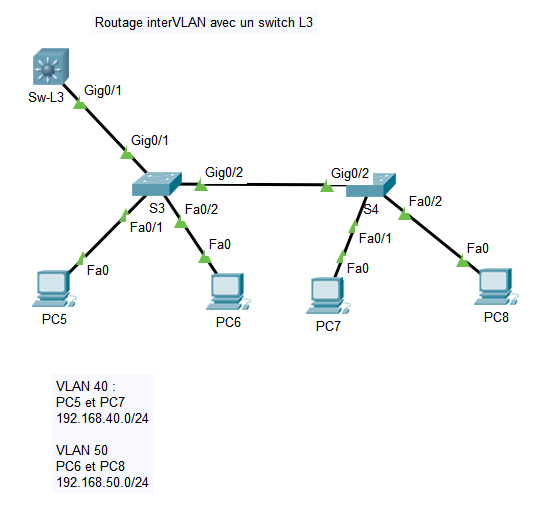 Routage interVLAN avec un switch L3
Sw-L3
Gig0/1
Gig0/1
Gig0/2
Gig0/2
S3
S4
Fa0/1
Fa0/2
Fa0/1
Fa0/2
Fa0
Fa0
Fa0
Fa0
PC5
PC6
PC7
PC8
VLAN 40 :
PC5 et PC7
192.168.40.0/24
VLAN 50
PC6 et PC8
192.168.50.0/24